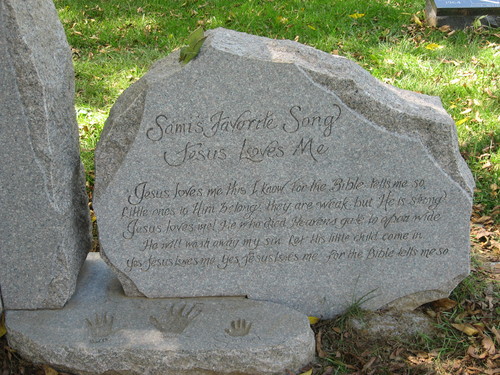 Sami's Favorite Song
Jesus Loves Me
Jesus loves me this I know For the Bible tells me so,
Little ones to Him belong; they are weak but He is strong
Jesus loves me! He who died Heavens gate to open wide
He will wash away my sin Let His little child come in.
Yes Jesus loves me, Yes Jesus loves me. For the Bible tells me so